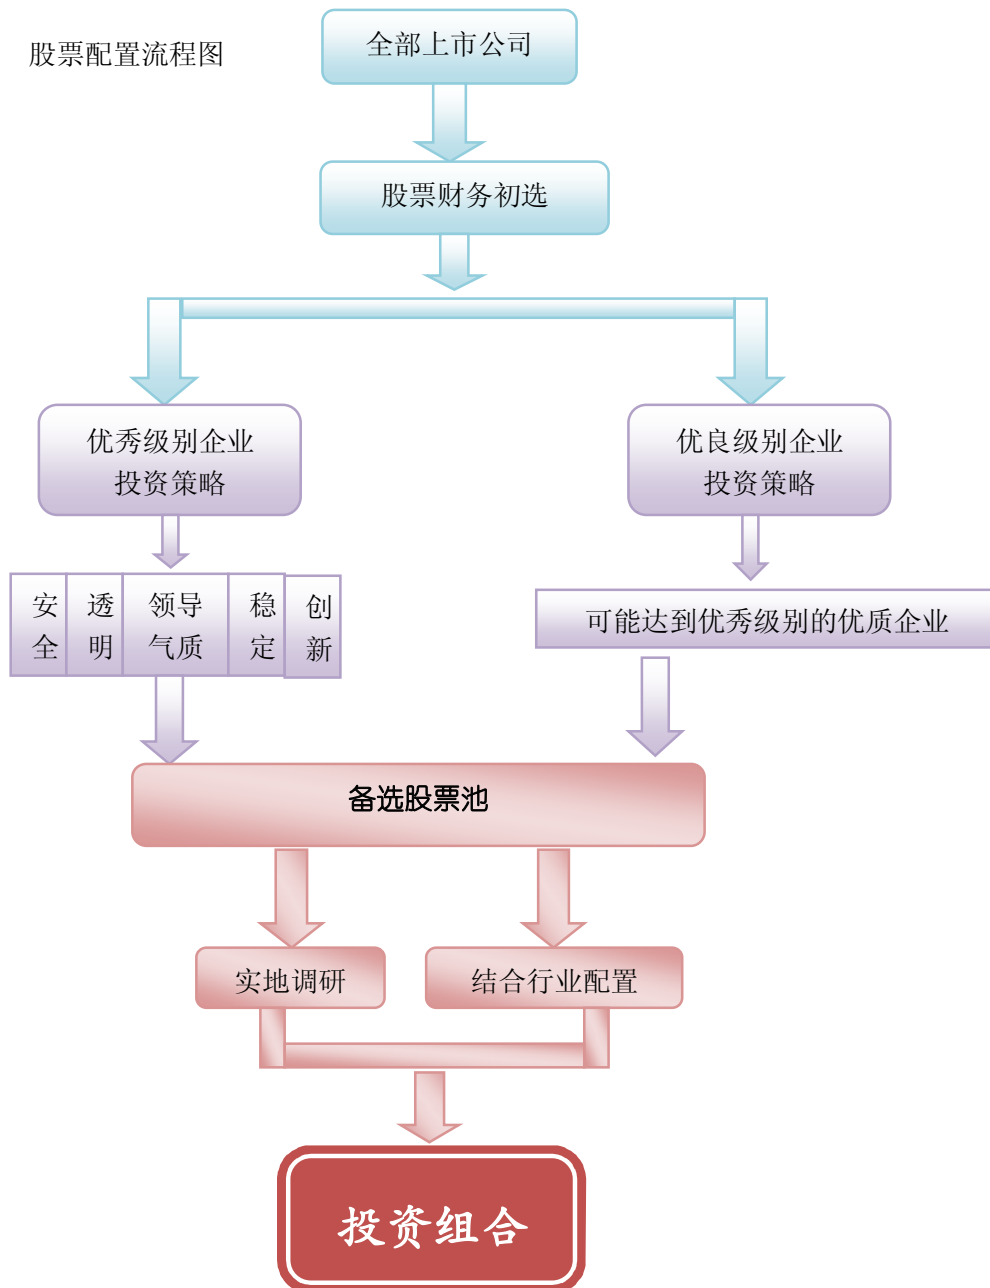 股票配置流程图
全部上市公司
股票财务初选
优秀级别企业
投资策略
优良级别企业
投资策略
安全
透明
领导
气质
稳定
创新
可能达到优秀级别的优质企业
备选股票池
实地调研
结合行业配置
投资组合